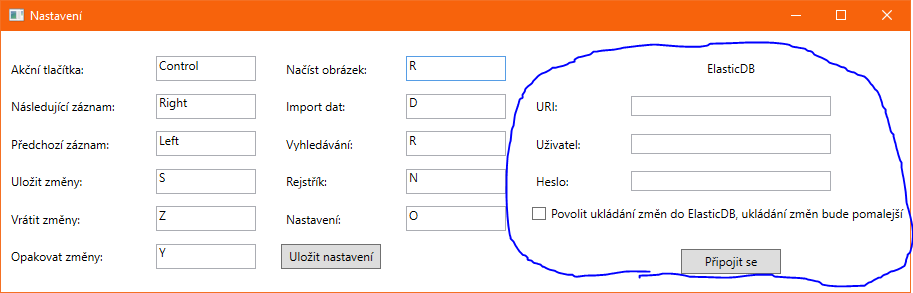 Nastavení
Akční tlačítka: Control Načíst obrázek: R ElasticDB
Následující záznam: Right Import dat: D URI:
Předchozí záznam: Left Vyhledávání: R Uživatel:
Uložit změny: S Rejstřík: N Heslo:
Vrátit změny: Z Nastavení: O Povolit ukládání změn do ElasticDB, ukládání změn bude pomalejší
Opakovat změny: Y Uložit nastavení Připojit se